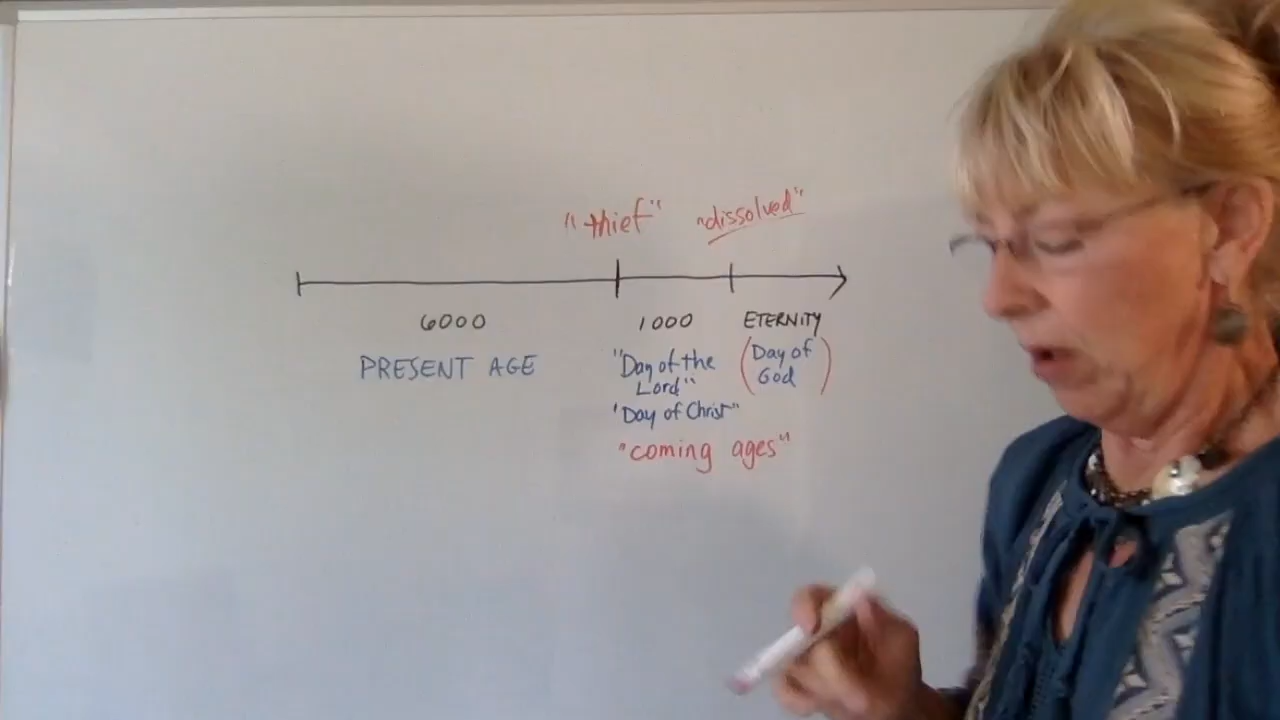 "thief" "dissolved"
6000 1000 ETERNITY
PRESENT AGE
"Day of the
Lord"
'Day of Christ"
(Day of
God)
"coming ages"